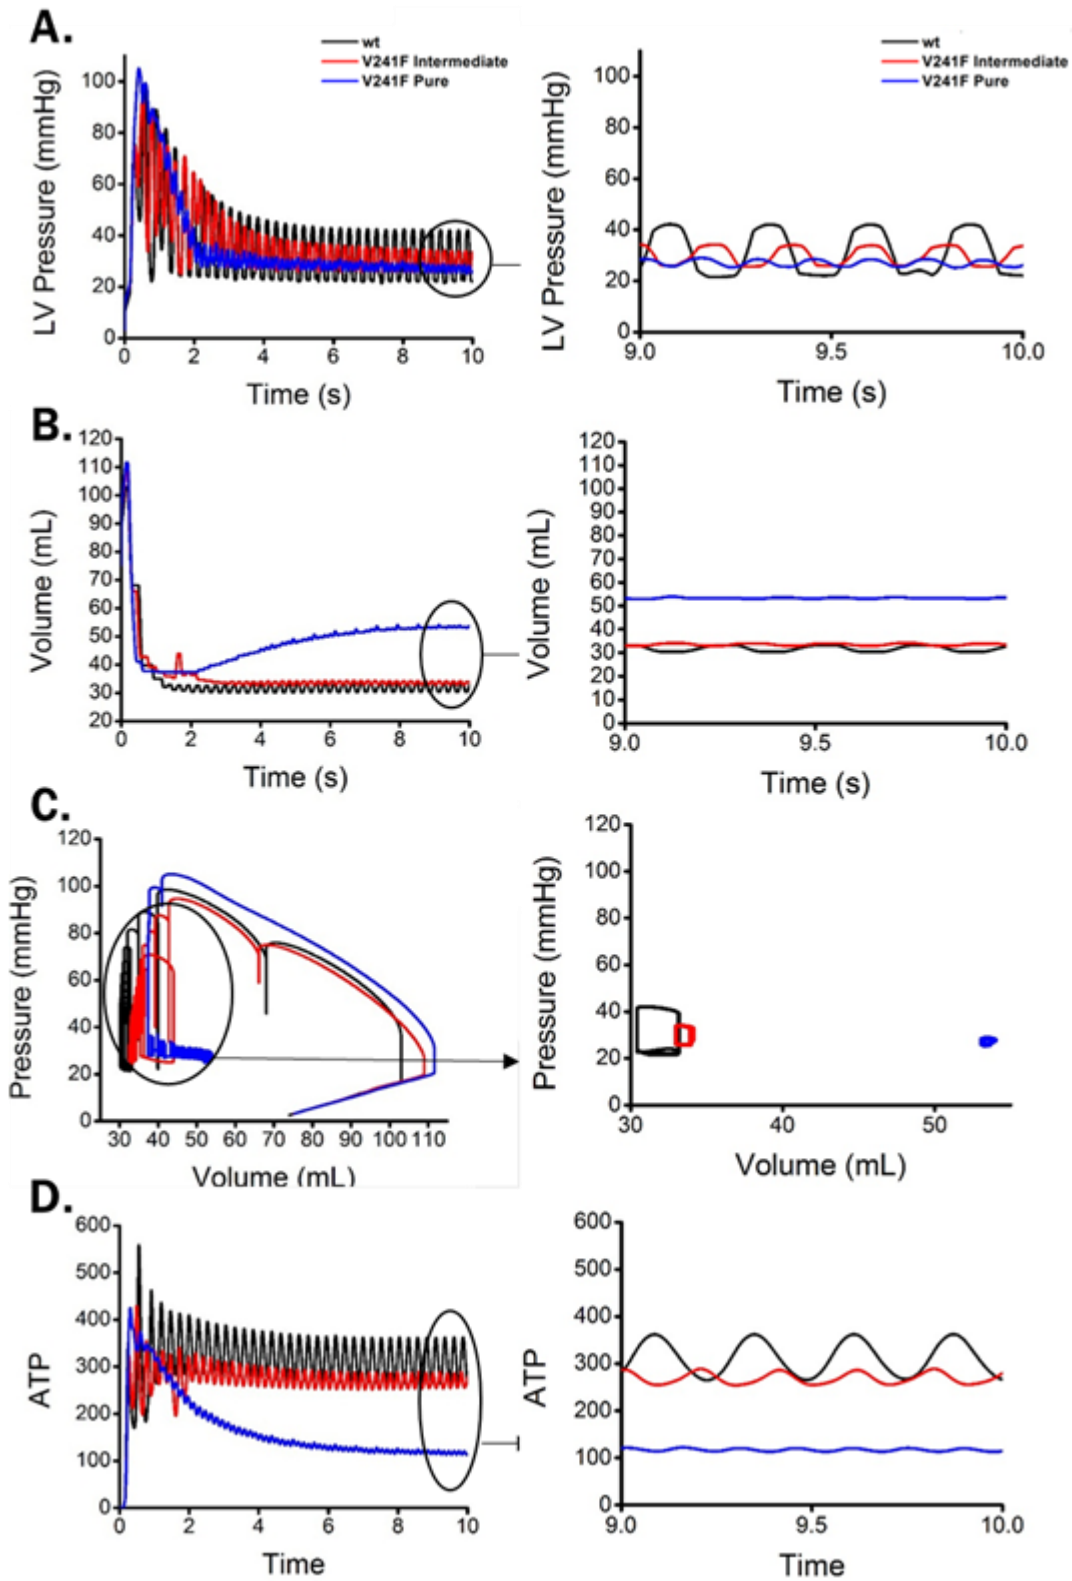 A.
wt
V241F Intermediate
V241F Pure
LV Pressure (mmHg)
100
80
60
40
20
0
0 2 4 6 8 10
Time (s)
wt
V241F Intermediate
V241F Pure
LV Pressure (mmHg)
100
80
60
40
20
0
9.0 9.5 10.0
Time (s)
B.
Volume (mL)
120
110
100
90
80
70
60
50
40
30
20
0 2 4 6 8 10
Time (s)
Volume (mL)
120
110
100
90
80
70
60
50
40
30
20
10
0
9.0 9.5 10.0
Time (s)
C.
Pressure (mmHg)
120
100
80
60
40
20
0
30 40 50 60 70 80 90 100 110
Volume (mL)
Pressure (mmHg)
120
100
80
60
40
20
0
30 40 50
Volume (mL)
D.
ATP
600
500
400
300
200
100
0
0 2 4 6 8 10
Time
ATP
600
500
400
300
200
100
0
9.0 9.5 10.0
Time